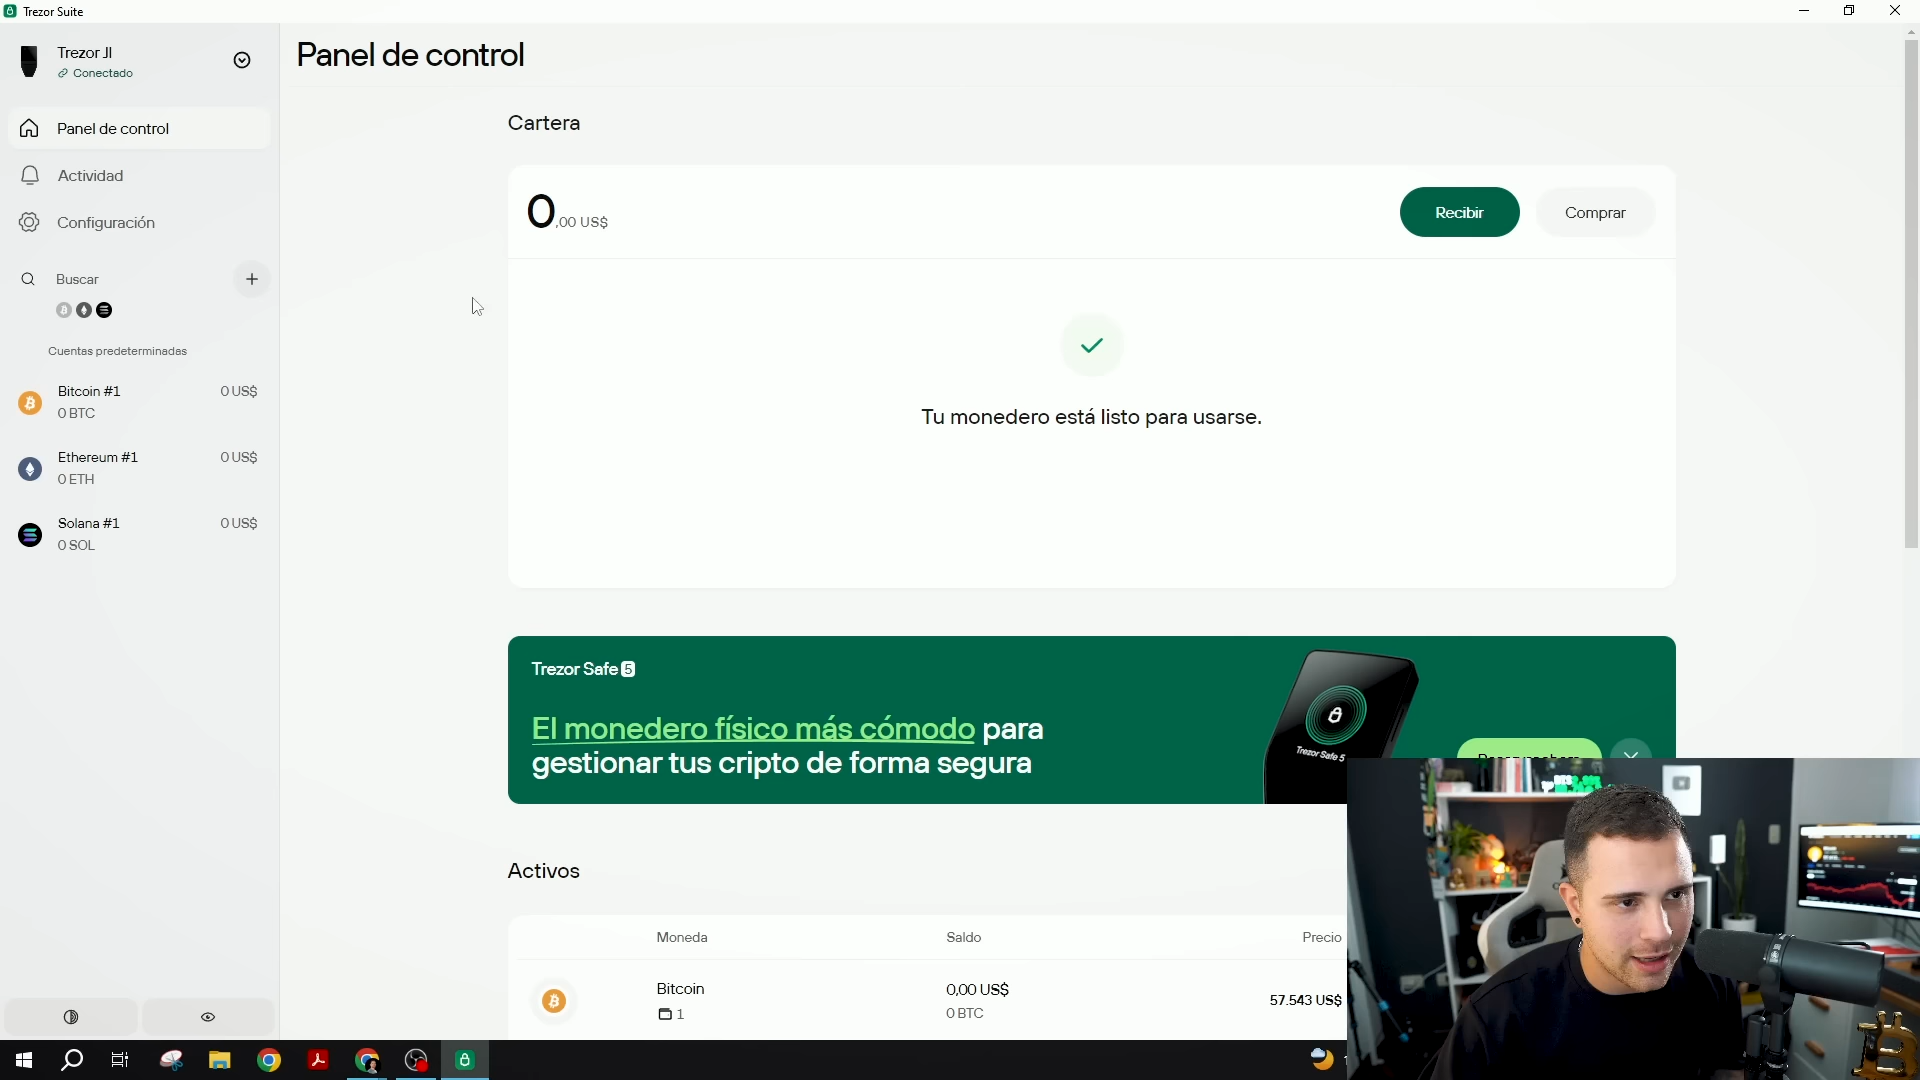 Trezor Suite
Trezor JI
Conectado
Panel de control
Actividad
Configuración
Buscar
Cuentas predeterminadas
Bitcoin #1
0 US$
0 BTC
Ethereum #1
0 US$
0 ETH
Solana #1
0 US$
0 SOL
Panel de control
Cartera
0,00 US$
Recibir
Comprar
Tu monedero está listo para usarse.
Trezor Safe 5
El monedero físico más cómodo para
gestionar tus cripto de forma segura
Trezor Safe 5
Activos
Moneda
Saldo
Precio
Bitcoin
0,00 US$
57.543 US$
1
0 BTC